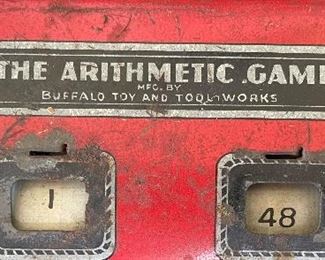 THE ARITHMETIC GAME
MFG. BY
BUFFALO TOY AND TOOL WORKS
1 48